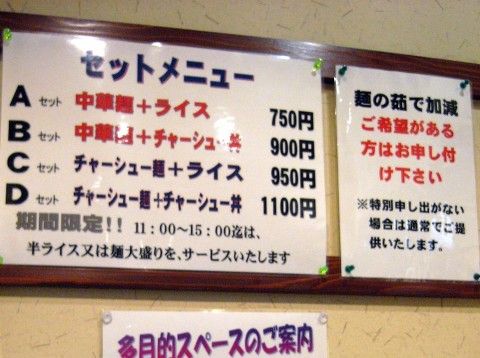 セットメニュー
A セット 中華麺+ライス 750円
B セット 中華麺+チャーシュー丼 900円
C セット チャーシュー麺+ライス 950円
D セット チャーシュー麺+チャーシュー丼 1100円
期間限定!! 11:00~15:00迄は、
半ライス又は麺大盛りを、サービスいたします
麺の茹で加減
ご希望がある
方はお申し付
け下さい
※特別申し出がない
場合は通常でご提
供いたします。
多目的スペースのご案内